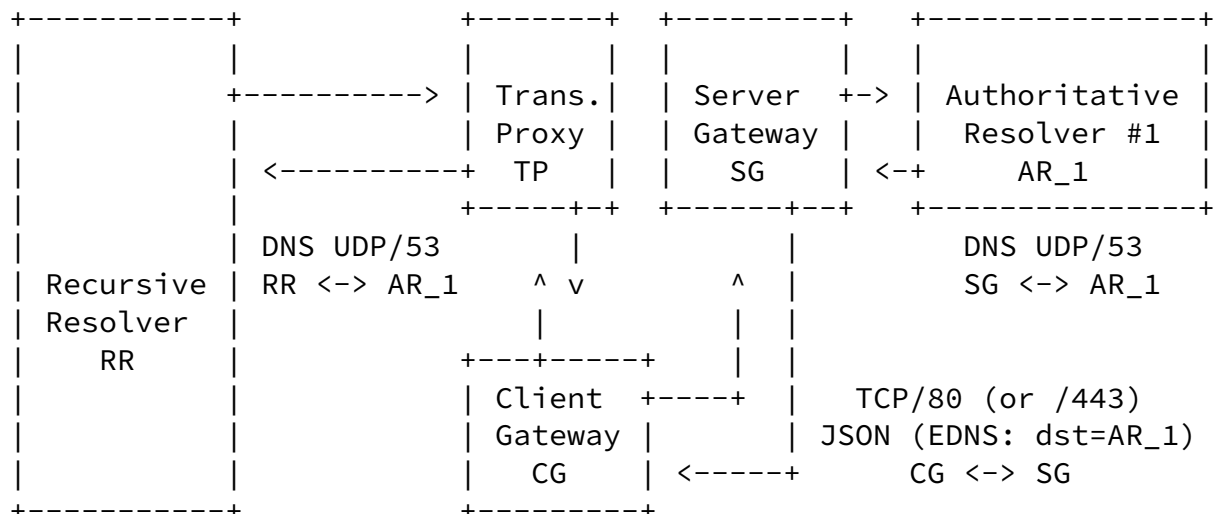 Trans. Server Authoritative
Proxy Gateway Resolver #1
TP SG AR_1
DNS UDP/53 DNS UDP/53
Recursive RR <-> AR_1 SG <-> AR_1
Resolver
RR
Client TCP/80 (or /443)
Gateway JSON (EDNS: dst=AR_1)
CG CG <-> SG